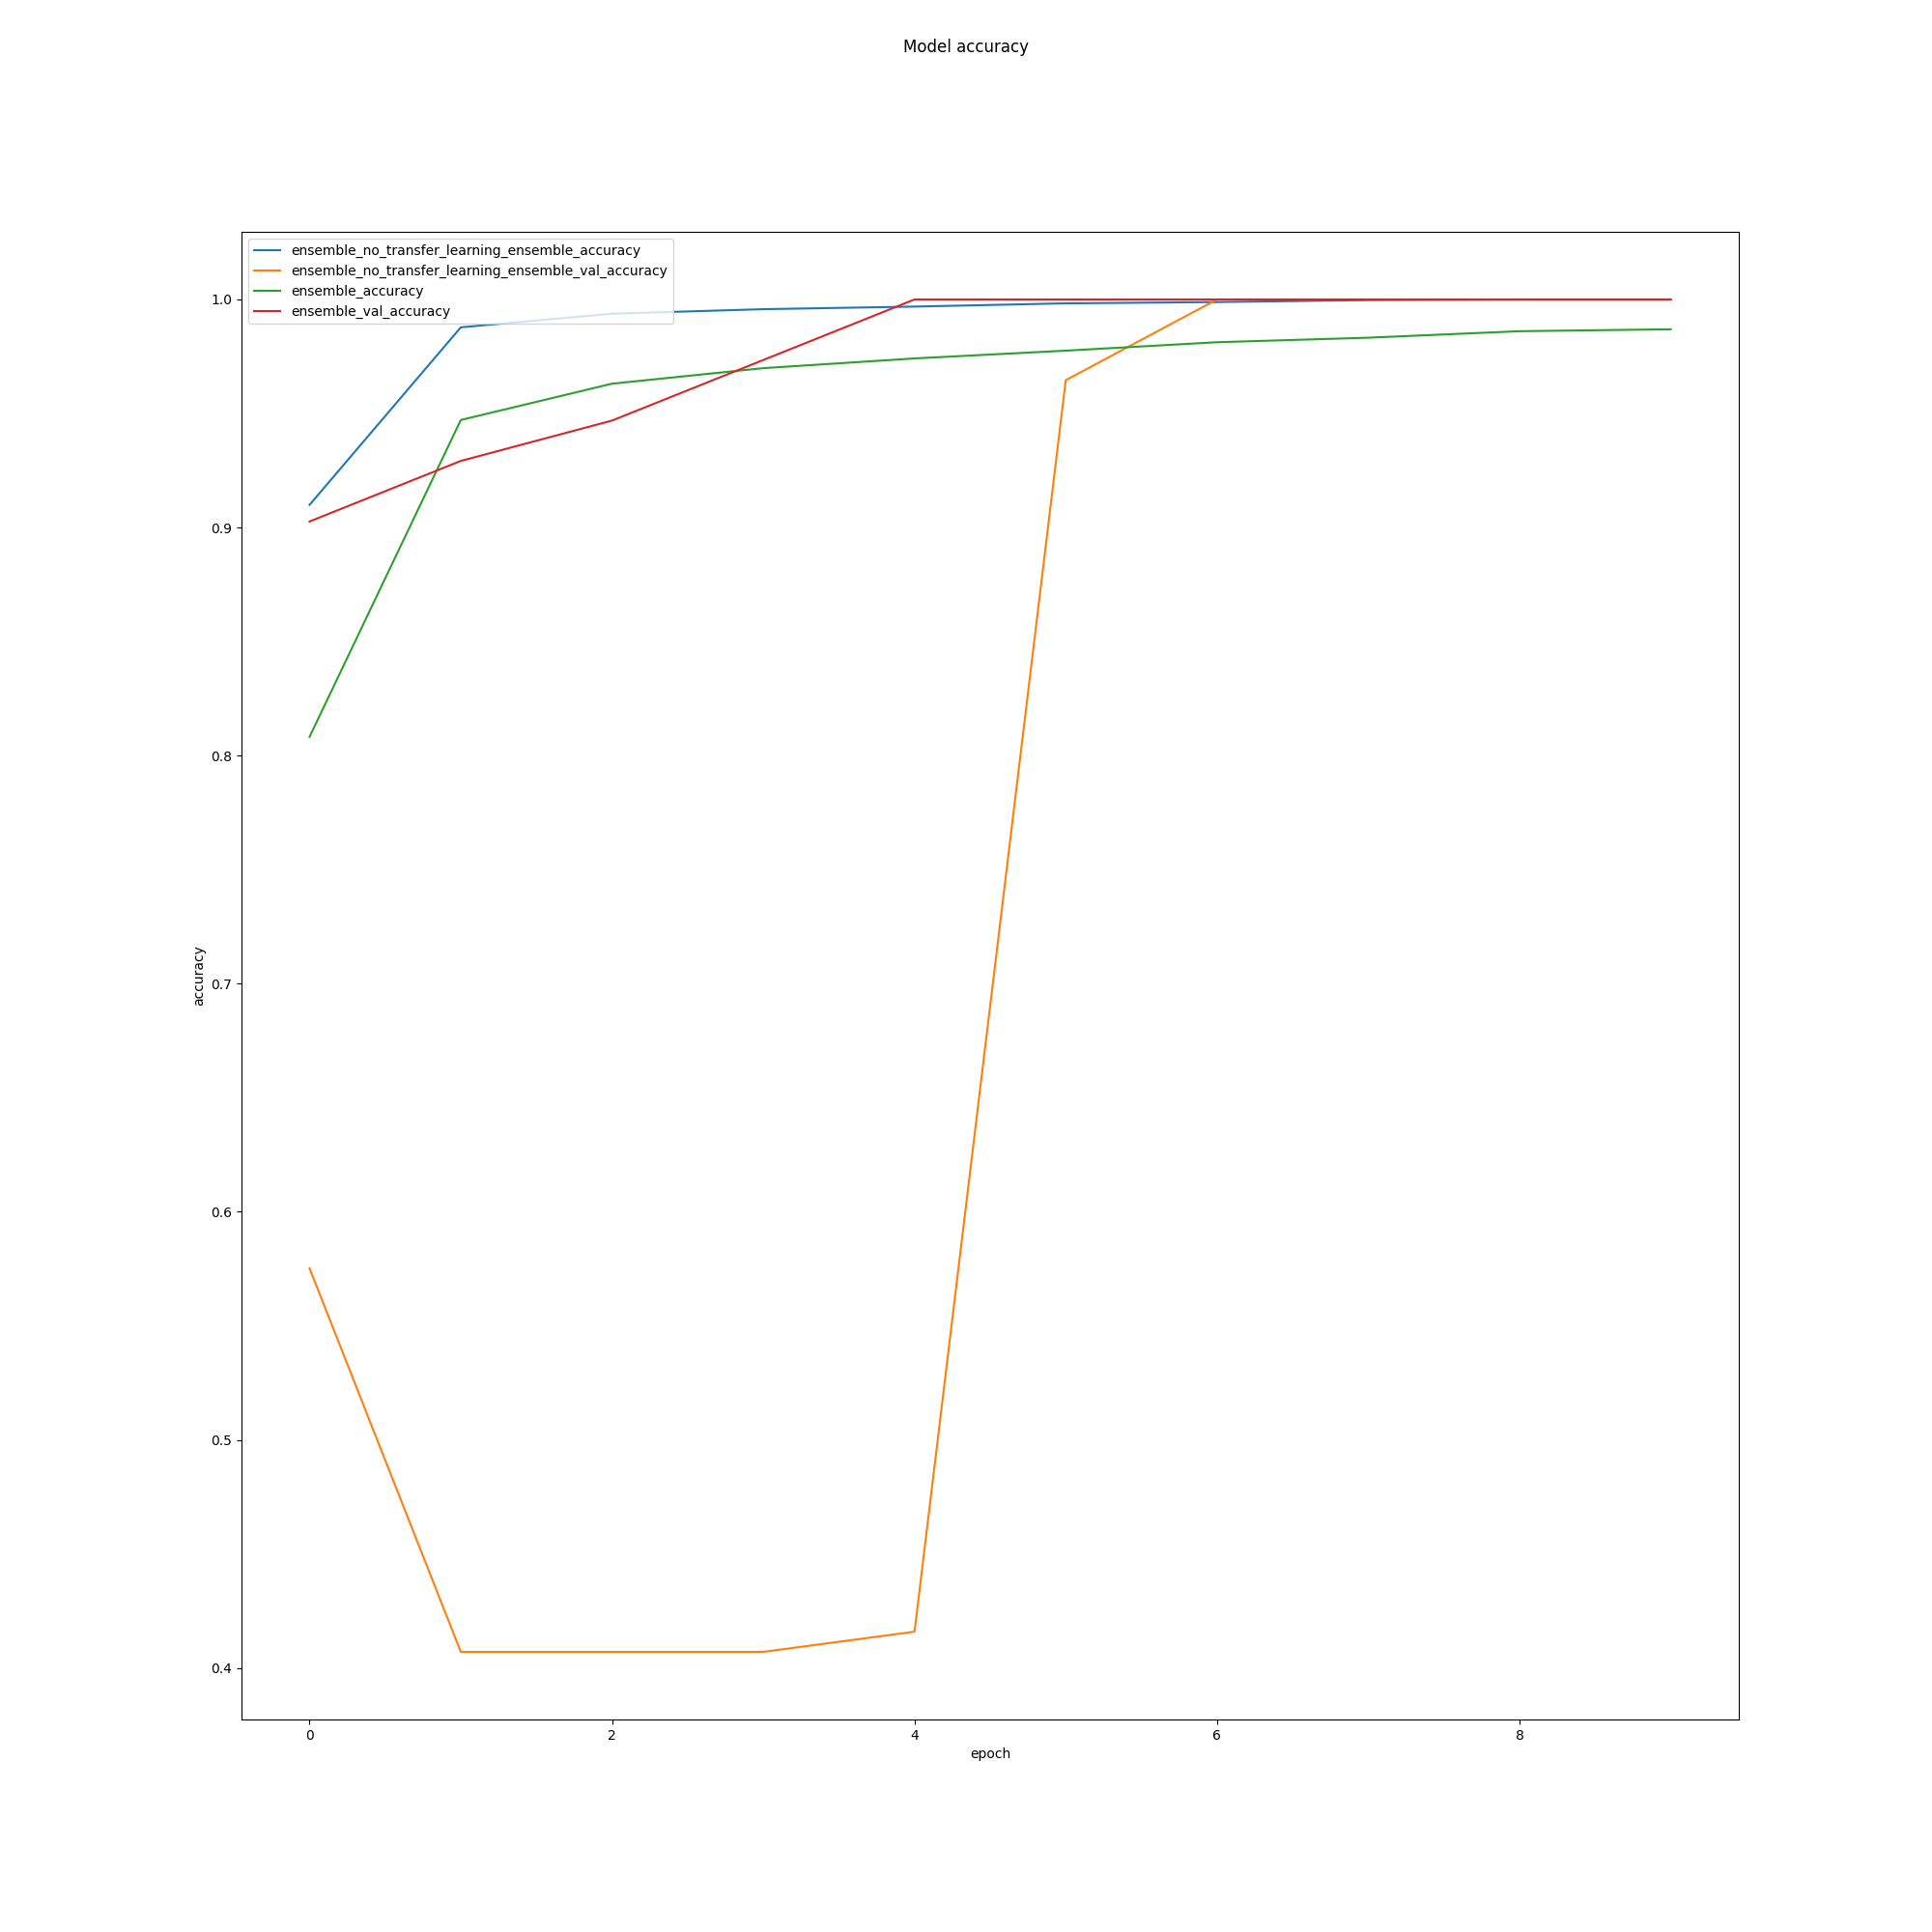 Model accuracy
ensemble_no_transfer_learning_ensemble_accuracy
ensemble_no_transfer_learning_ensemble_val_accuracy
ensemble_accuracy
ensemble_val_accuracy
1.0
0.9
0.8
0.7
0.6
0.5
0.4
accuracy
0 2 4 6 8
epoch